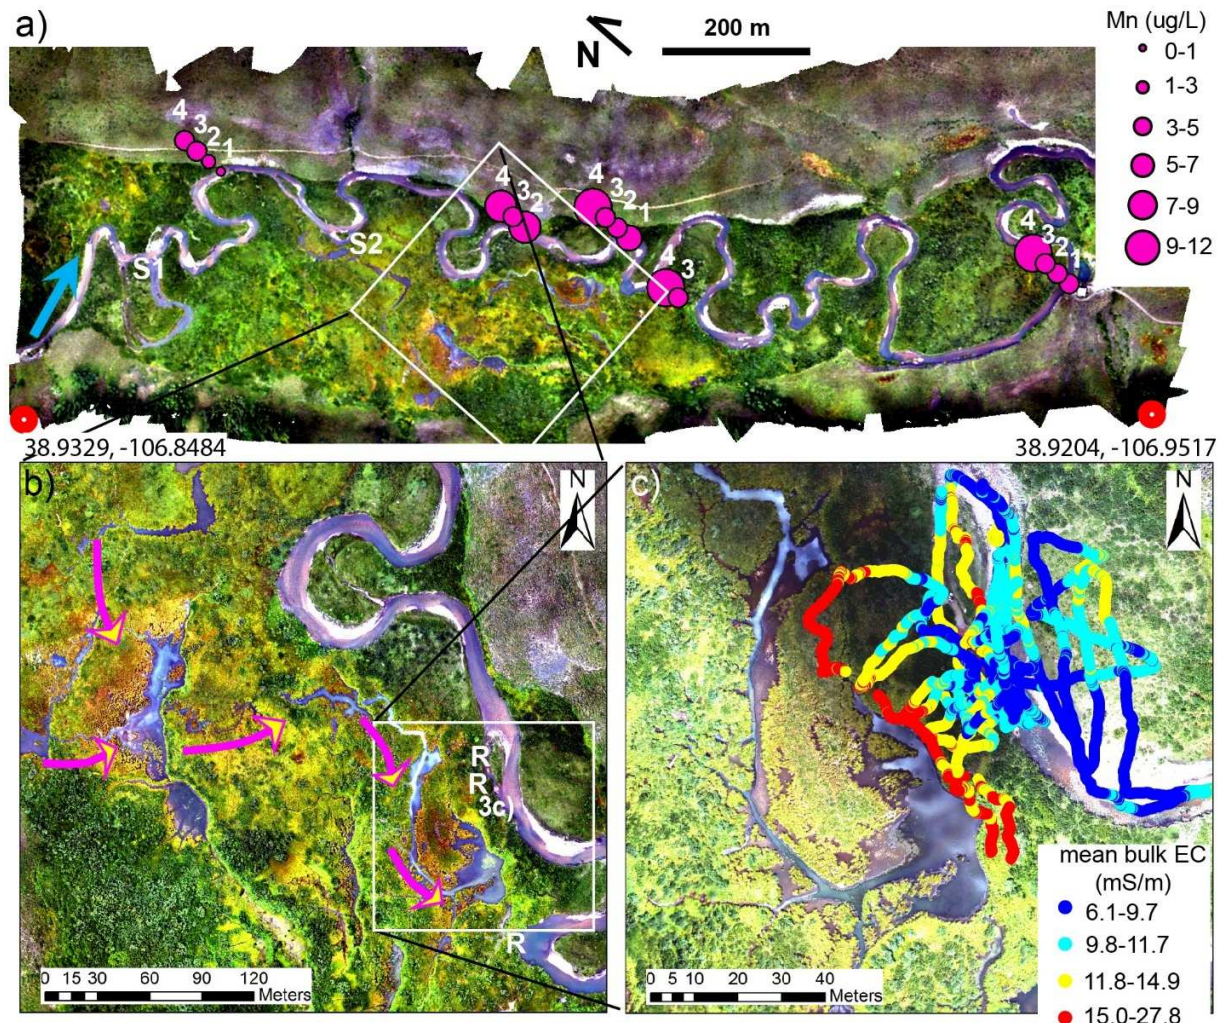 a)
N
200 m
Mn (ug/L)
0-1
1-3
3-5
5-7
7-9
9-12
4
3
2
1
S1
S2
4
3
2
4
3
2
1
4
3
4
3
2
1
38.9329, -106.8484
38.9204, -106.9517
b)
N
R
R
3c)
R
0 15 30 60 90 120
Meters
c)
N
mean bulk EC
(mS/m)
6.1-9.7
9.8-11.7
11.8-14.9
15.0-27.8
0 5 10 20 30 40
Meters